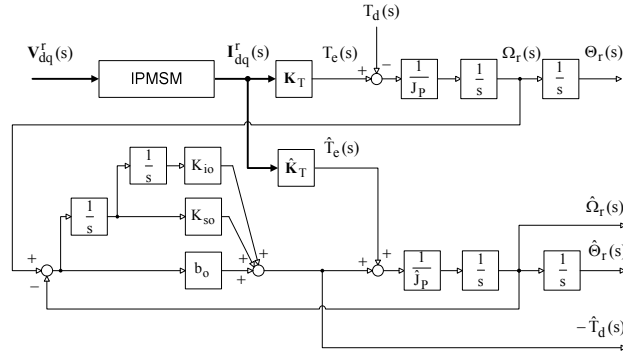 T_d(s)
V^r_dq(s)
I^r_dq(s)
T_e(s)
Ω_r(s)
Θ_r(s)
IPMSM
K_T
+
−
1/J_P
1/s
1/s
T̂_e(s)
K̂_T
1/s
K_io
1/s
K_so
Ω̂_r(s)
+
−
b_o
+
+
+
+
+
1/Ĵ_P
1/s
1/s
Θ̂_r(s)
−T̂_d(s)